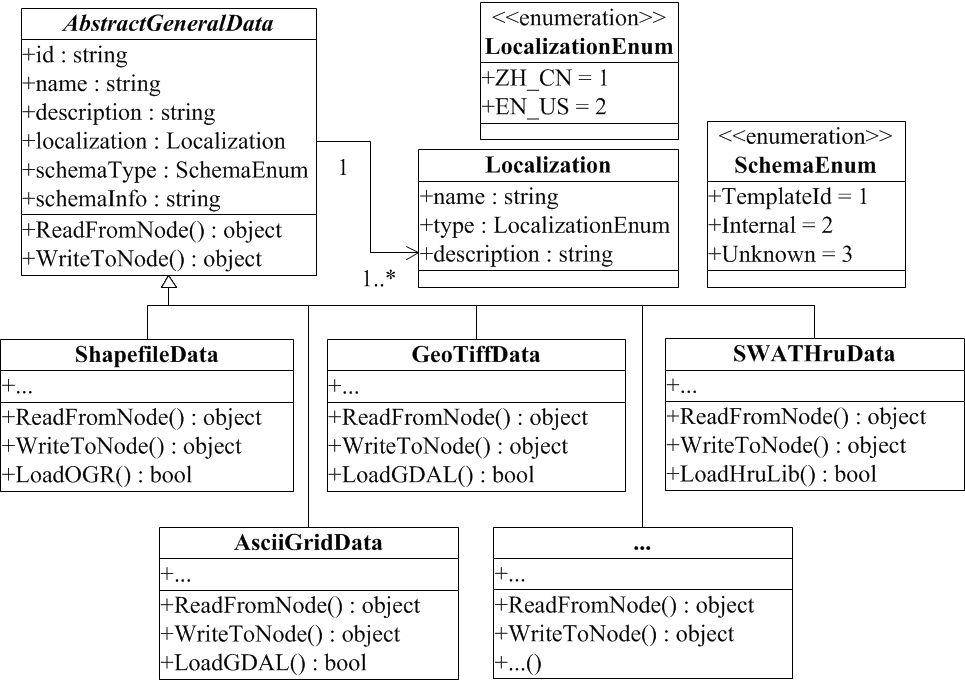 AbstractGeneralData
+id : string
+name : string
+description : string
+localization : Localization
+schemaType : SchemaEnum
+schemaInfo : string
+ReadFromNode() : object
+WriteToNode() : object
<<enumeration>>
LocalizationEnum
+ZH_CN = 1
+EN_US = 2
1
1..*
Localization
+name : string
+type : LocalizationEnum
+description : string
<<enumeration>>
SchemaEnum
+TemplateId = 1
+Internal = 2
+Unknown = 3
ShapefileData
+...
+ReadFromNode() : object
+WriteToNode() : object
+LoadOGR() : bool
GeoTiffData
+...
+ReadFromNode() : object
+WriteToNode() : object
+LoadGDAL() : bool
SWATHruData
+...
+ReadFromNode() : object
+WriteToNode() : object
+LoadHruLib() : bool
AsciiGridData
+...
+ReadFromNode() : object
+WriteToNode() : object
+LoadGDAL() : bool
...
+...
+ReadFromNode() : object
+WriteToNode() : object
+...()